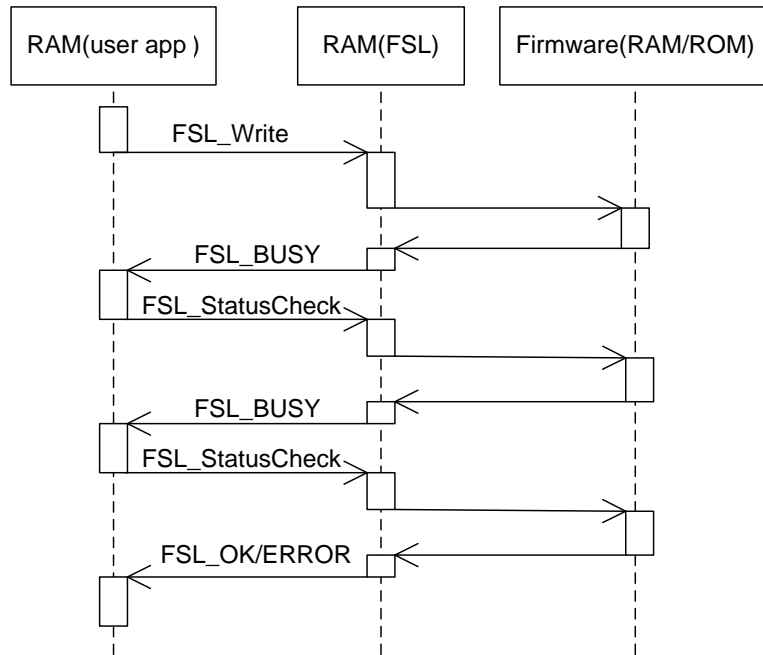 RAM(user app )
RAM(FSL)
Firmware(RAM/ROM)
FSL_Write
FSL_BUSY
FSL_StatusCheck
FSL_BUSY
FSL_StatusCheck
FSL_OK/ERROR